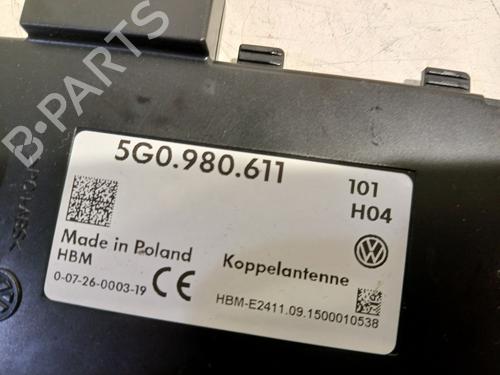 B-PARTS
5G0.980.611
101
H04
Made in Poland
HBM
Koppelantenne
0-07-26-0003-19 CE
HBM-E2411.09.1500010538